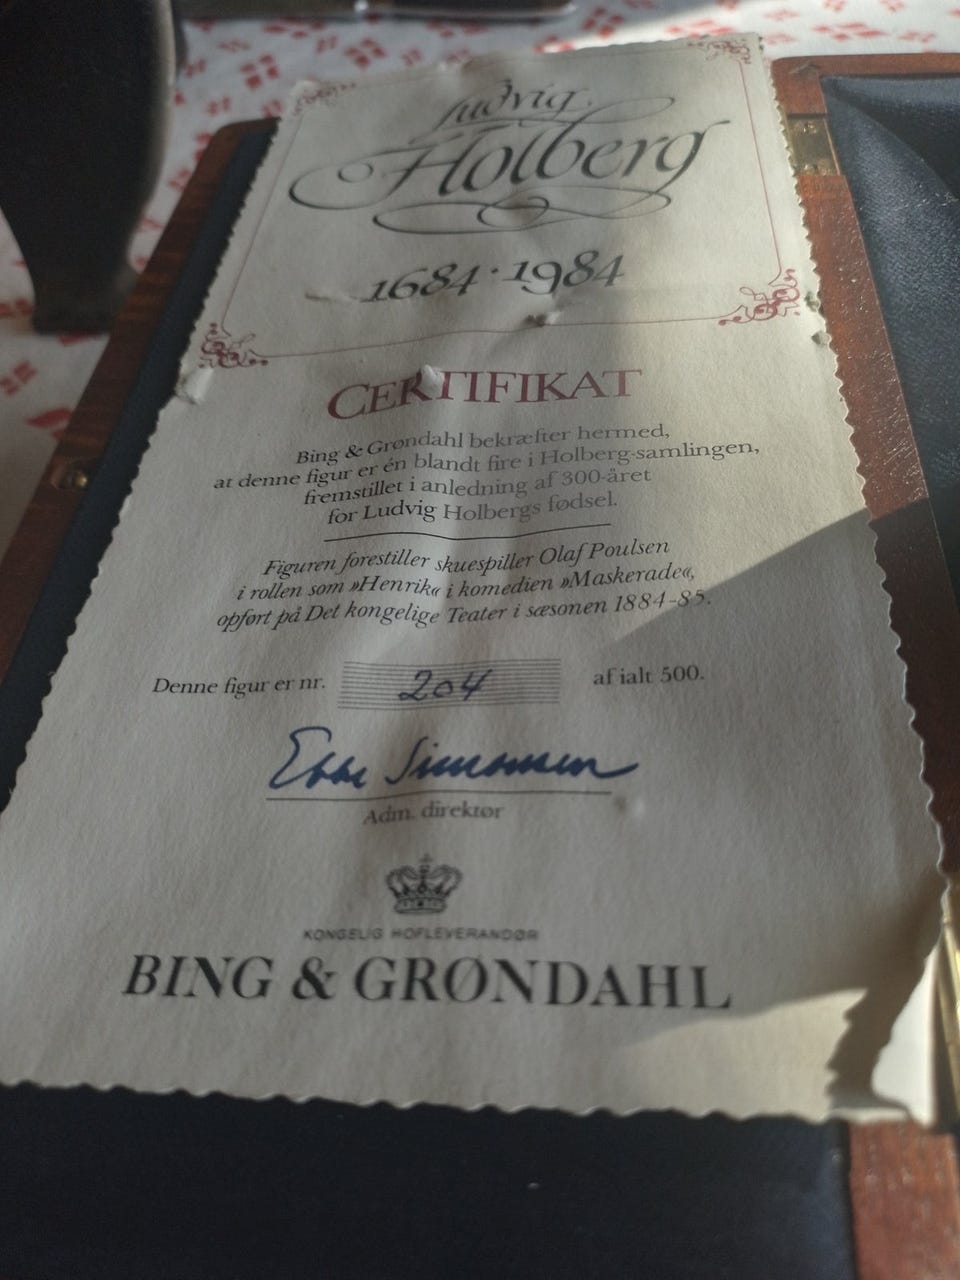 Ludvig
Holberg
1684 · 1984
CERTIFIKAT
Bing & Grøndahl bekræfter hermed,
at denne figur er én blandt fire i Holberg-samlingen,
fremstillet i anledning af 300-året
for Ludvig Holbergs fødsel.
Figuren forestiller skuespiller Olaf Poulsen
i rollen som »Henrik« i komedien »Maskerade«,
opført på Det kongelige Teater i sæsonen 1884-85.
Denne figur er nr. 204 af ialt 500.
Ebbe Simonsen
Adm. direktør
KONGELIG HOFLEVERANDØR
BING & GRØNDAHL